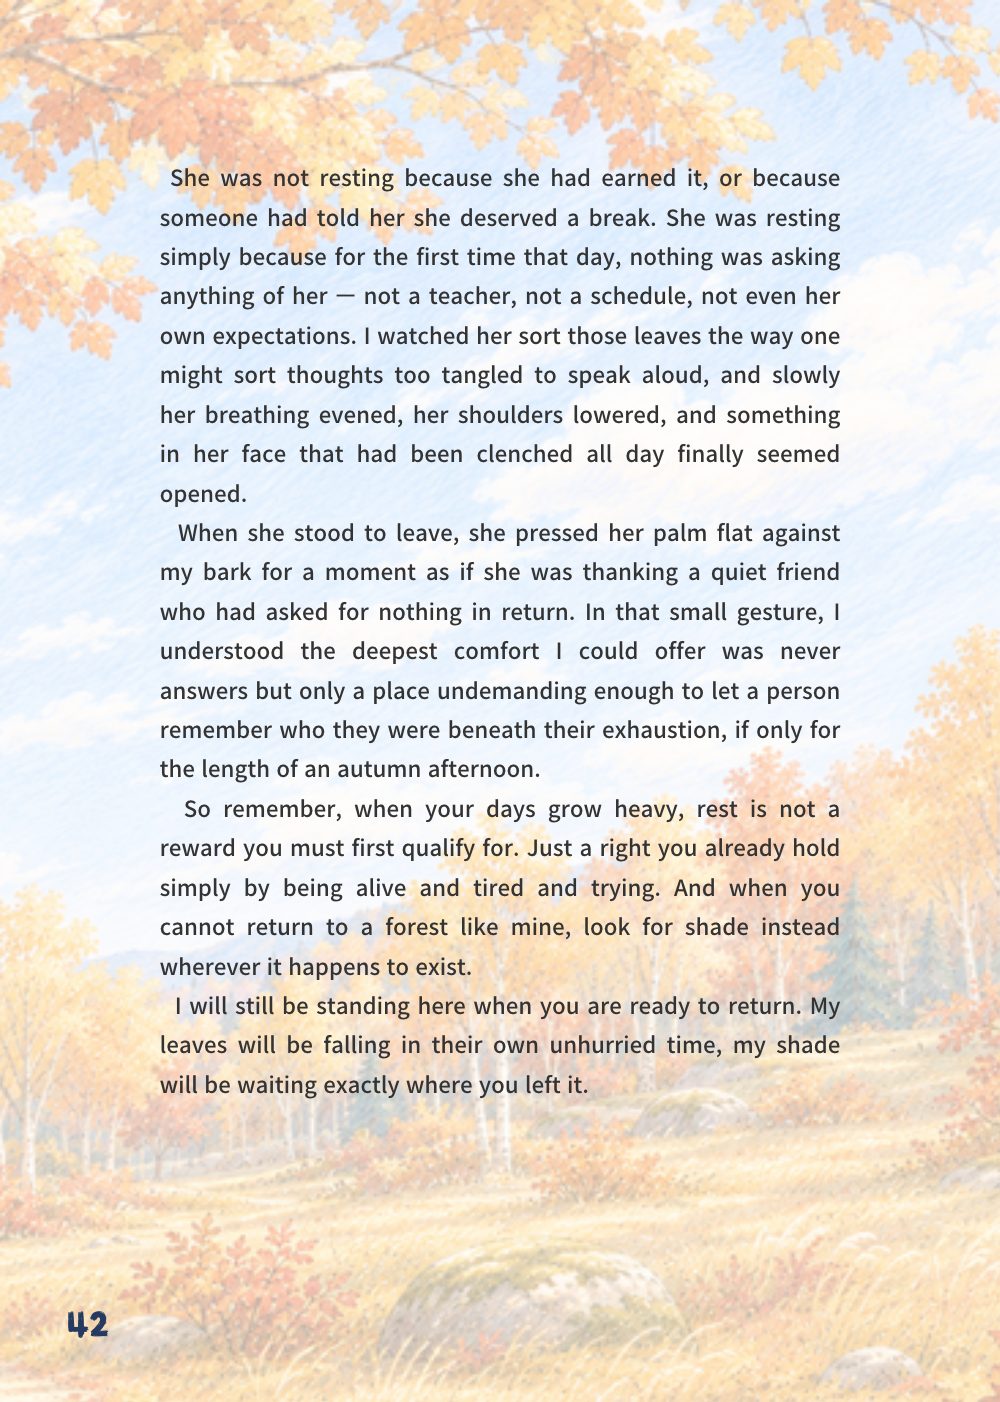 She was not resting because she had earned it, or because
someone had told her she deserved a break. She was resting
simply because for the first time that day, nothing was asking
anything of her — not a teacher, not a schedule, not even her
own expectations. I watched her sort those leaves the way one
might sort thoughts too tangled to speak aloud, and slowly
her breathing evened, her shoulders lowered, and something
in her face that had been clenched all day finally seemed
opened.
When she stood to leave, she pressed her palm flat against
my bark for a moment as if she was thanking a quiet friend
who had asked for nothing in return. In that small gesture, I
understood the deepest comfort I could offer was never
answers but only a place undemanding enough to let a person
remember who they were beneath their exhaustion, if only for
the length of an autumn afternoon.
So remember, when your days grow heavy, rest is not a
reward you must first qualify for. Just a right you already hold
simply by being alive and tired and trying. And when you
cannot return to a forest like mine, look for shade instead
wherever it happens to exist.
I will still be standing here when you are ready to return. My
leaves will be falling in their own unhurried time, my shade
will be waiting exactly where you left it.
42